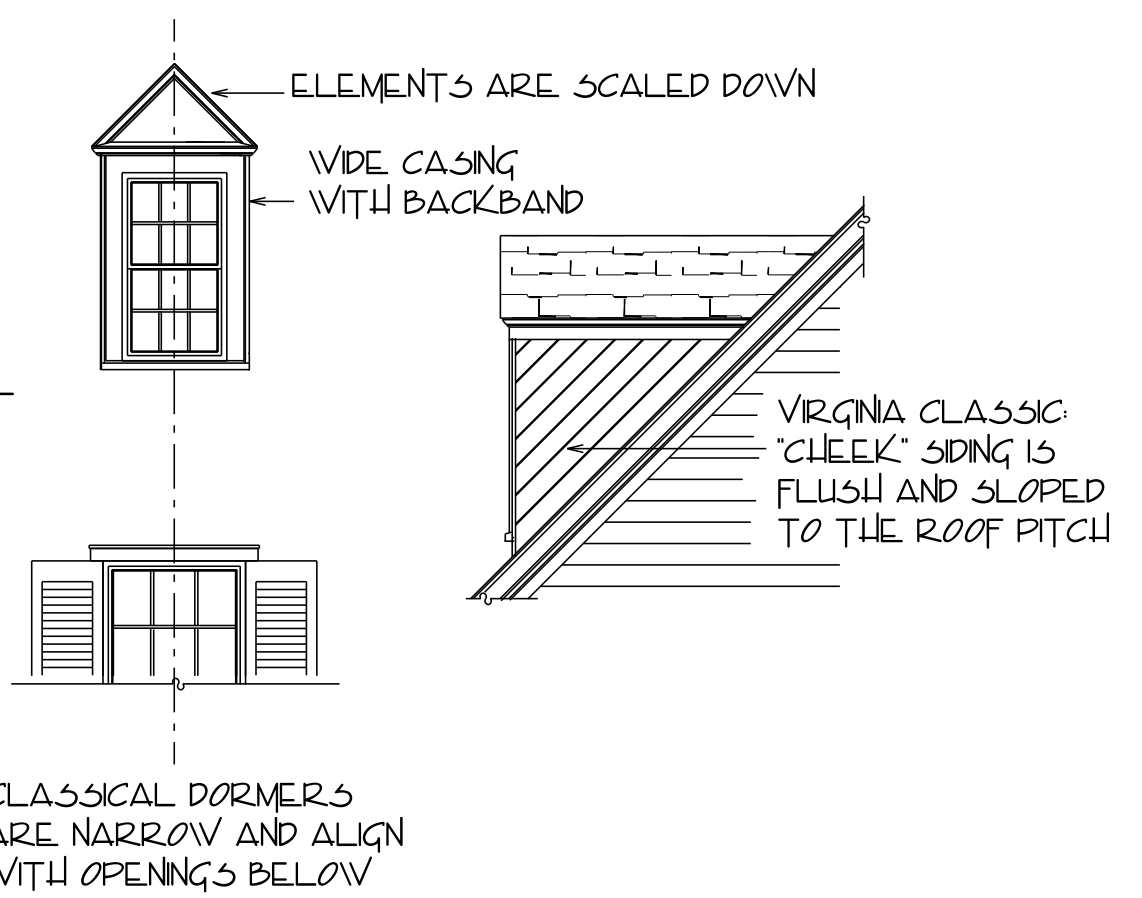 ELEMENTS ARE SCALED DOWN
WIDE CASING
WITH BACKBAND
VIRGINIA CLASSIC:
"CHEEK" SIDING IS
FLUSH AND SLOPED
TO THE ROOF PITCH
CLASSICAL DORMERS
ARE NARROW AND ALIGN
WITH OPENINGS BELOW